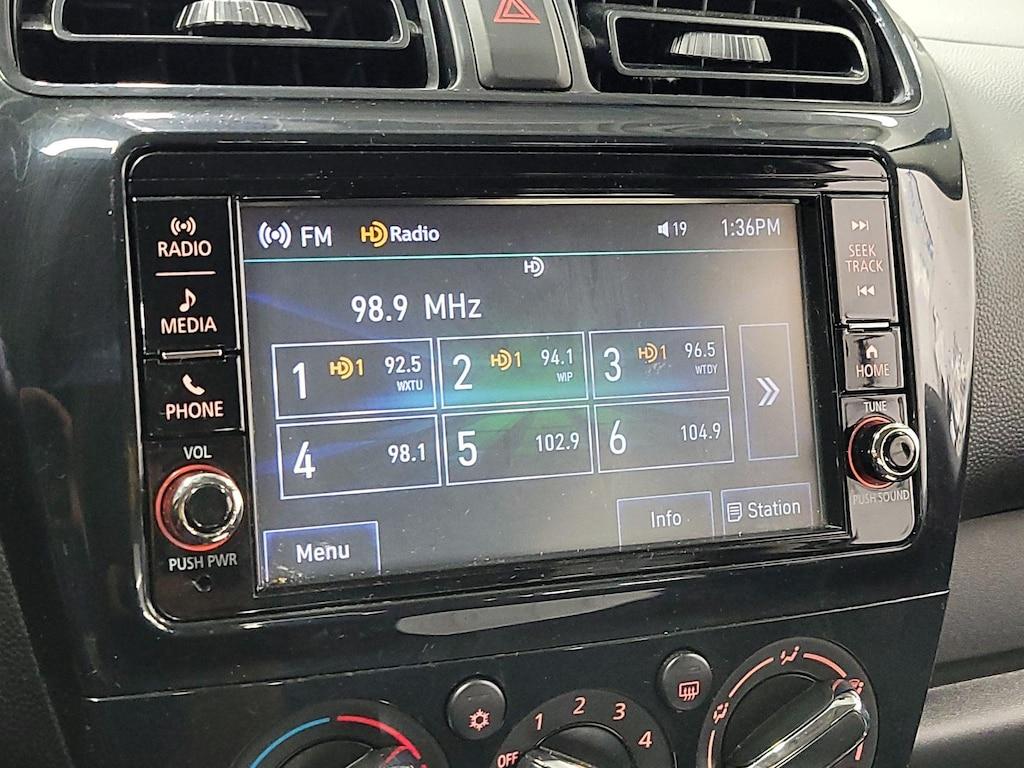 RADIO
MEDIA
PHONE
VOL
PUSH PWR
FM HD Radio 19 1:36PM
HD
98.9 MHz
1 HD1 92.5 WXTU
2 HD1 94.1 WIP
3 HD1 96.5 WTDY
4 98.1
5 102.9
6 104.9
Menu Info Station
SEEK
TRACK
HOME
TUNE
PUSH SOUND
OFF 1 2 3 4